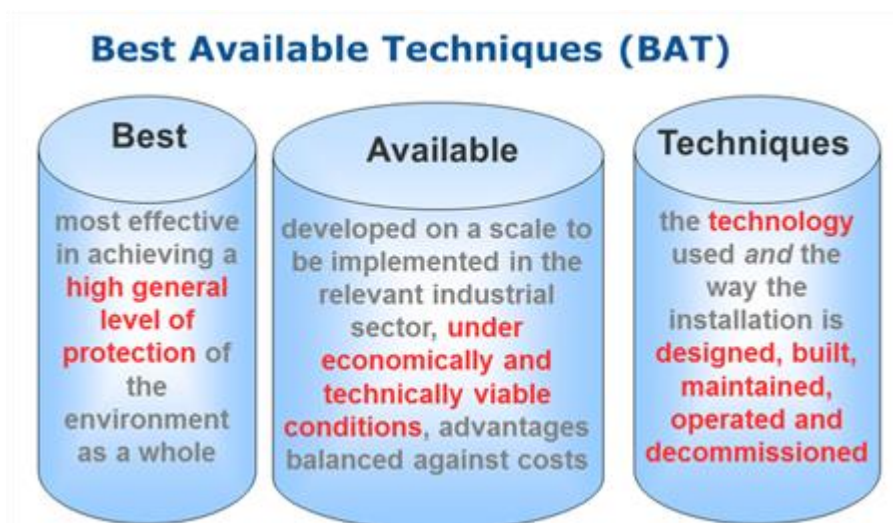 Best Available Techniques (BAT)
Best
most effective
in achieving a
high general
level of
protection of
the
environment
as a whole
Available
developed on a scale to
be implemented in the
relevant industrial
sector, under
economically and
technically viable
conditions, advantages
balanced against costs
Techniques
the technology
used and the
way the
installation is
designed, built,
maintained,
operated and
decommissioned